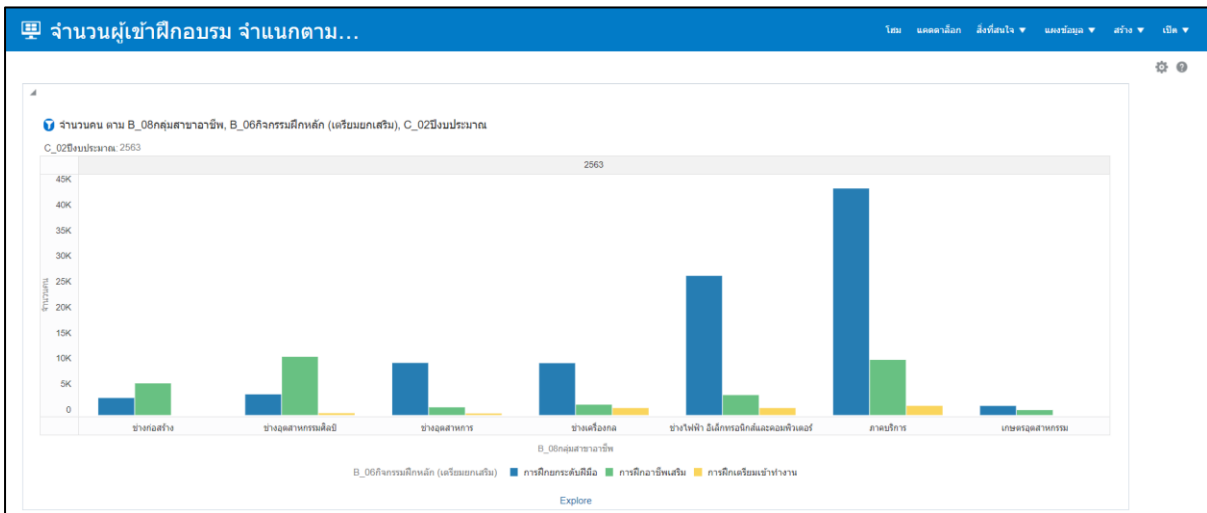 จำนวนผู้เข้าฝึกอบรม จำแนกตาม...
โฮม แคตตาล็อก สิ่งที่สนใจ แผงข้อมูล สร้าง เปิด
จำนวนคน ตาม B_08กลุ่มสาขาอาชีพ, B_06กิจกรรมฝึกหลัก (เตรียมยกเสริม), C_02ปีงบประมาณ
C_02ปีงบประมาณ: 2563
2563
45K
40K
35K
30K
25K
20K
15K
10K
5K
0
จำนวนคน
ช่างก่อสร้าง ช่างอุตสาหกรรมศิลป์ ช่างอุตสาหการ ช่างเครื่องกล ช่างไฟฟ้า อิเล็กทรอนิกส์และคอมพิวเตอร์ ภาคบริการ เกษตรอุตสาหกรรม
B_08กลุ่มสาขาอาชีพ
B_06กิจกรรมฝึกหลัก (เตรียมยกเสริม) การฝึกยกระดับฝีมือ การฝึกอาชีพเสริม การฝึกเตรียมเข้าทำงาน
Explore